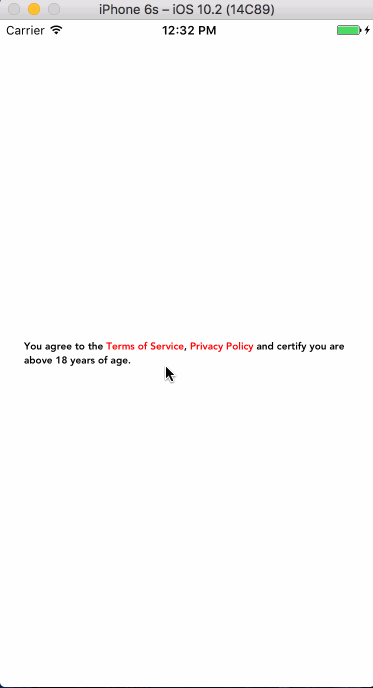 iPhone 6s – iOS 10.2 (14C89)
Carrier 12:32 PM
You agree to the Terms of Service, Privacy Policy and certify you are
above 18 years of age.